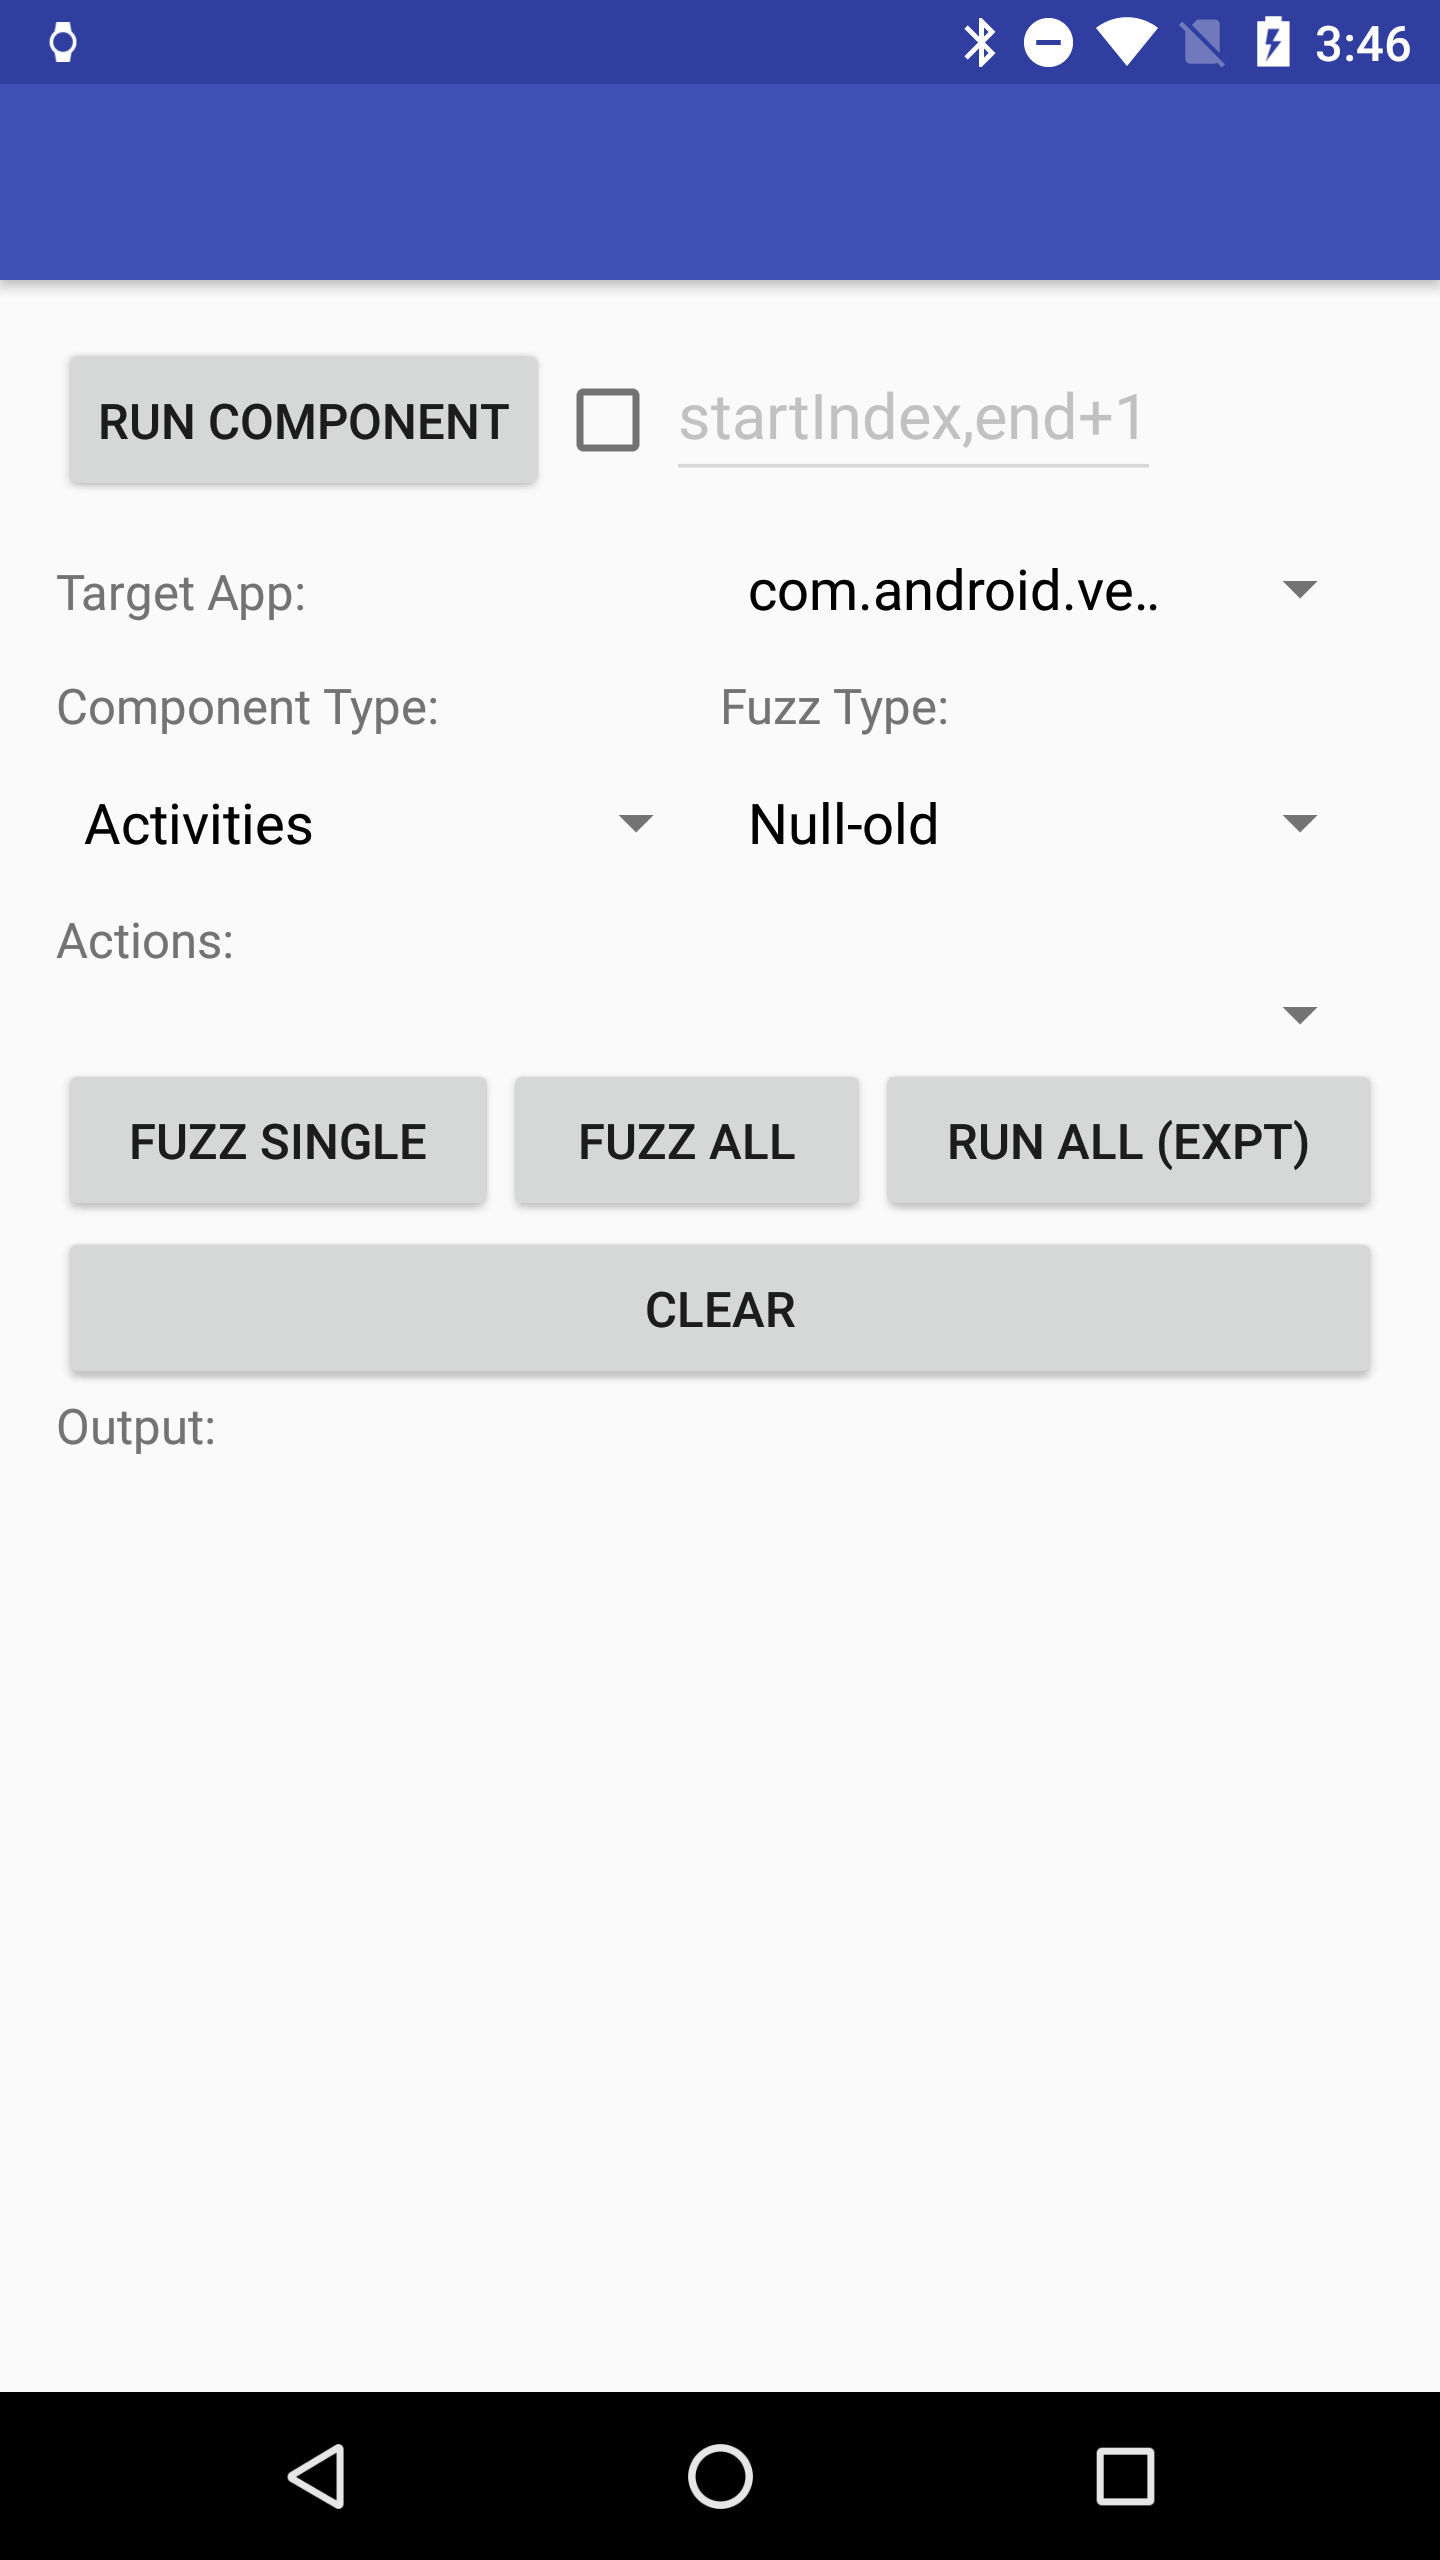 3:46
RUN COMPONENT startIndex,end+1
Target App: com.android.ve..
Component Type: Fuzz Type:
Activities Null-old
Actions:
FUZZ SINGLE FUZZ ALL RUN ALL (EXPT)
CLEAR
Output: